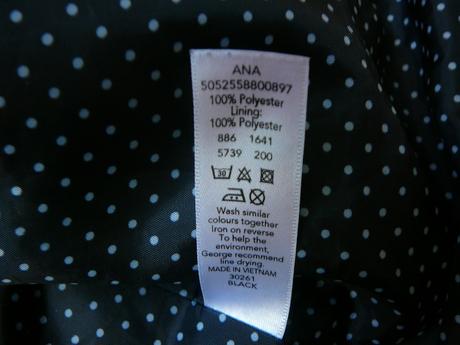 ANA
5052558800897
100% Polyester
Lining:
100% Polyester
886 1641
5739 200
30
Wash similar
colours together
Iron on reverse
To help the
environment,
George recommend
line drying.
MADE IN VIETNAM
30261
BLACK